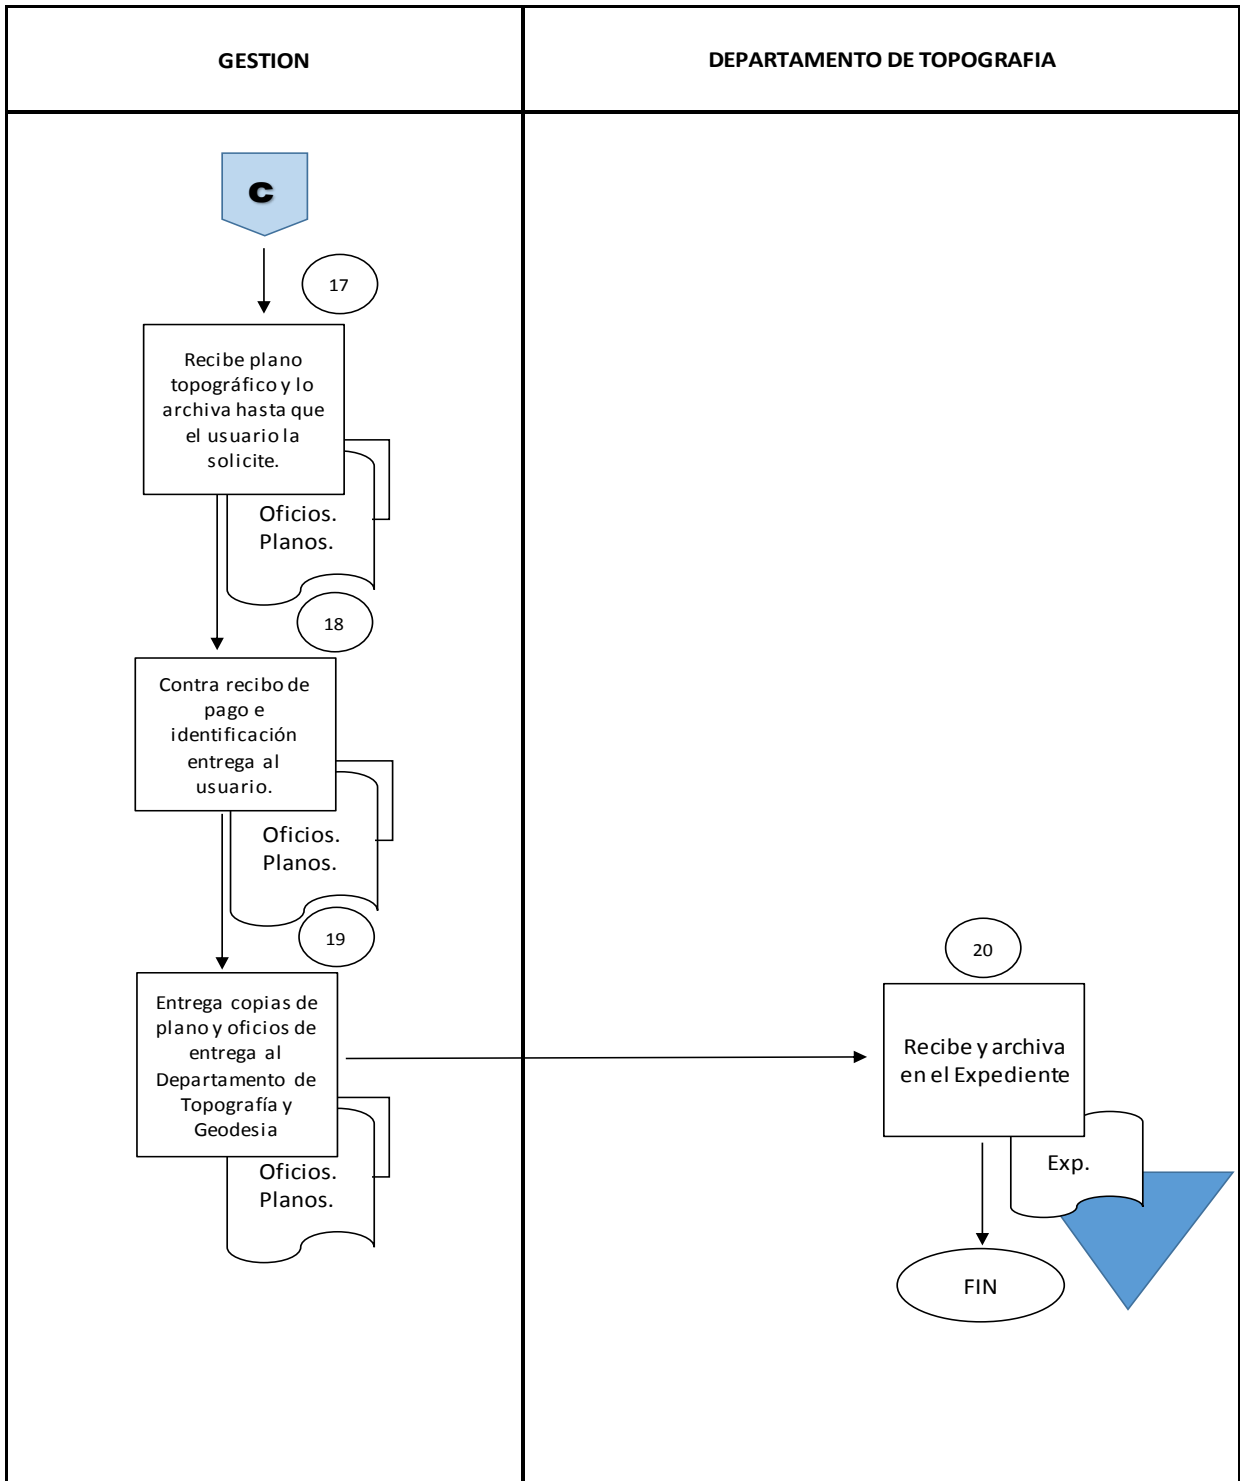 GESTION
DEPARTAMENTO DE TOPOGRAFIA
C
17
Recibe plano
topográfico y lo
archiva hasta que
el usuario la
solicite.
Oficios.
Planos.
18
Contra recibo de
pago e
identificación
entrega al
usuario.
Oficios.
Planos.
19
Entrega copias de
plano y oficios de
entrega al
Departamento de
Topografía y
Geodesia
Oficios.
Planos.
20
Recibe y archiva
en el Expediente
Exp.
FIN